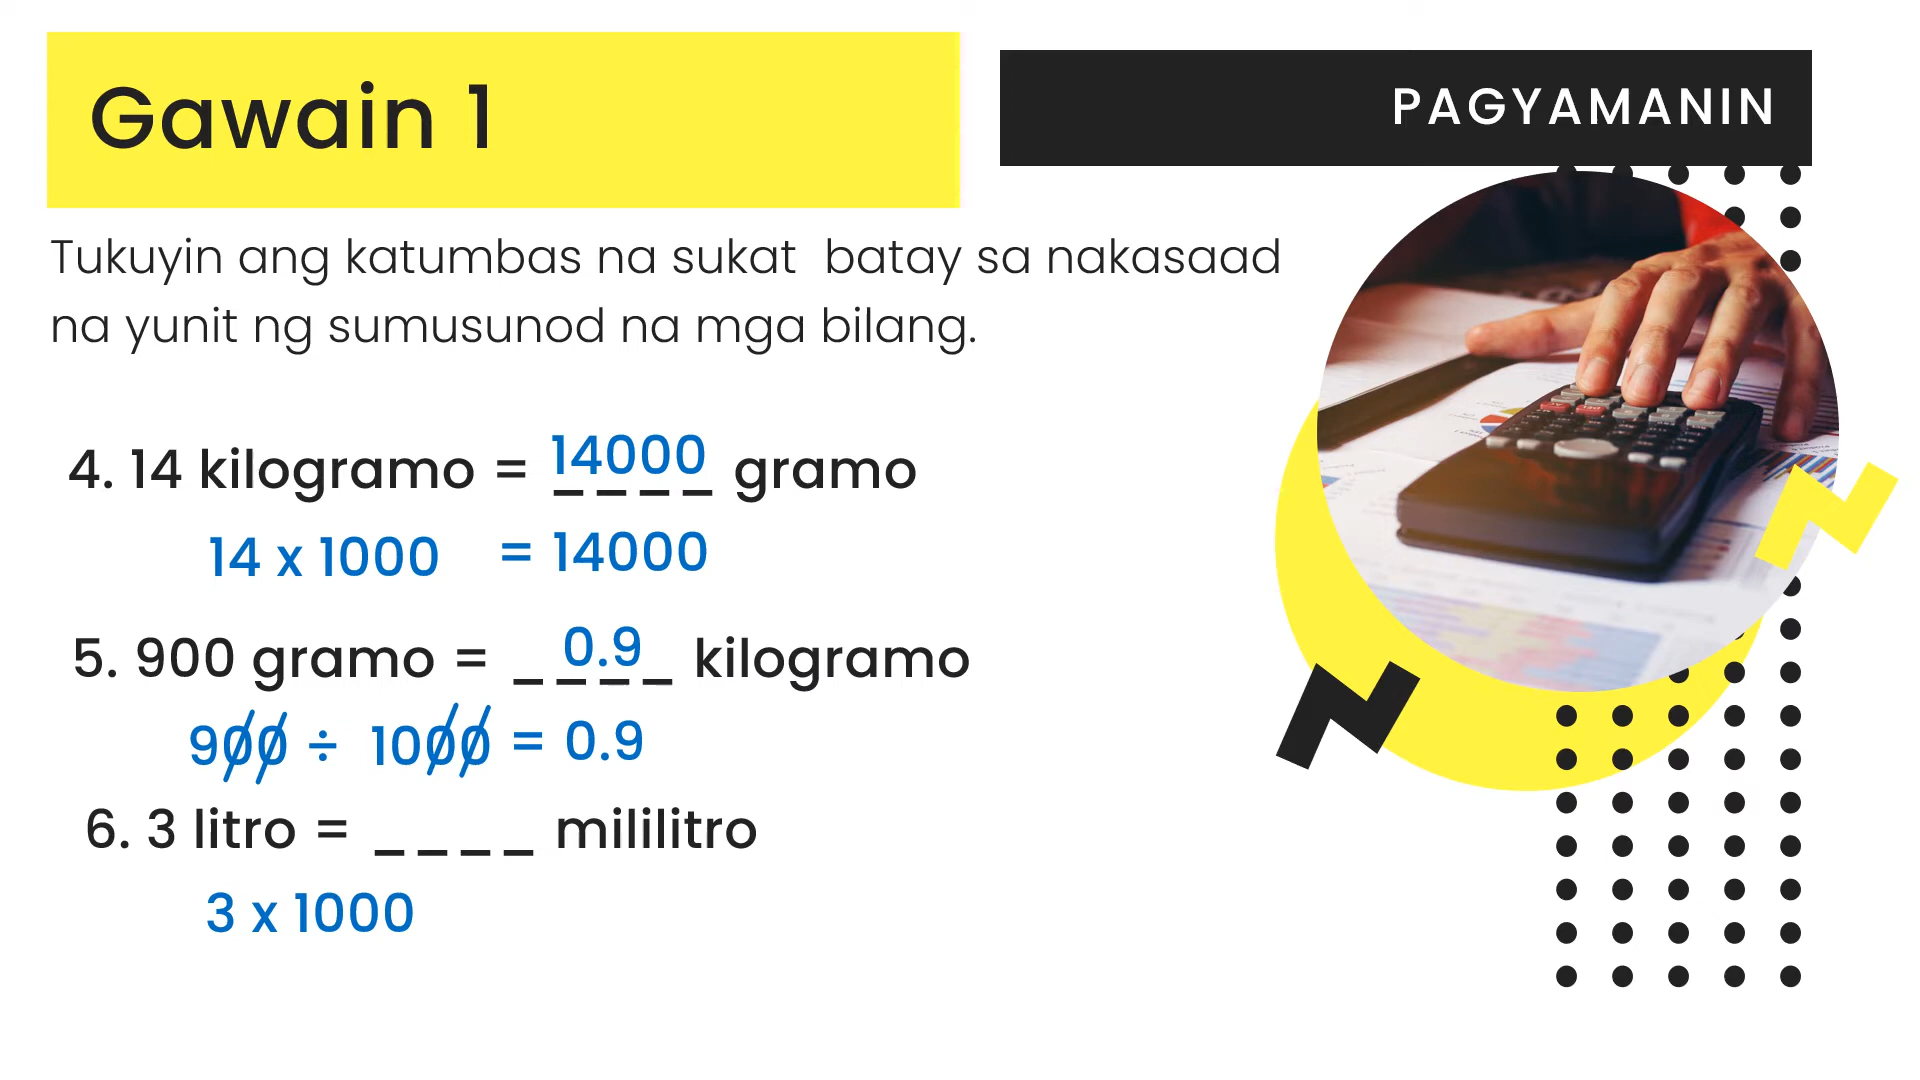 Gawain 1
PAGYAMANIN
Tukuyin ang katumbas na sukat batay sa nakasaad
na yunit ng sumusunod na mga bilang.
4. 14 kilogramo = 14000 gramo
14 x 1000 = 14000
5. 900 gramo = 0.9 kilogramo
900 ÷ 1000 = 0.9
6. 3 litro = _ _ _ _ mililitro
3 x 1000